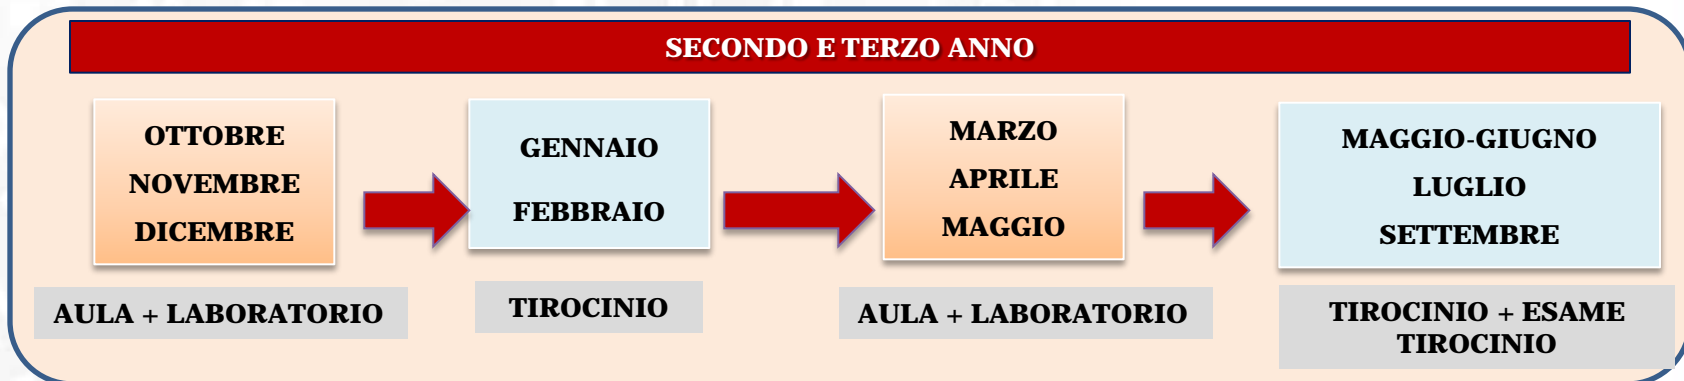 SECONDO E TERZO ANNO
OTTOBRE
NOVEMBRE
DICEMBRE
AULA + LABORATORIO
GENNAIO
FEBBRAIO
TIROCINIO
MARZO
APRILE
MAGGIO
AULA + LABORATORIO
MAGGIO-GIUGNO
LUGLIO
SETTEMBRE
TIROCINIO + ESAME
TIROCINIO